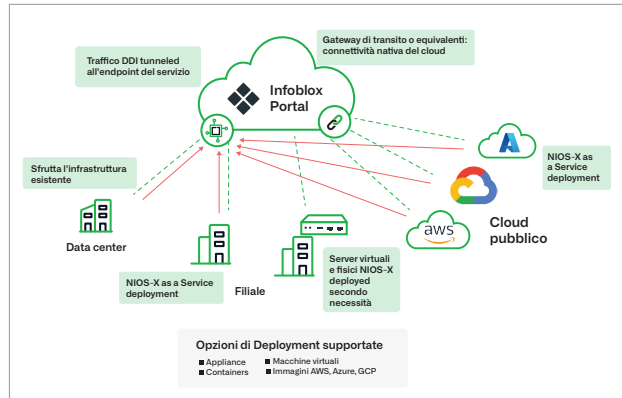 Gateway di transito o equivalenti:
connettività nativa del cloud
Traffico DDI tunneled
all'endpoint del servizio
Infoblox
Portal
Sfrutta l'infrastruttura
esistente
NIOS-X as
a Service
deployment
Data center
aws
Cloud
pubblico
NIOS-X as a Service
deployment
Filiale
Server virtuali
e fisici NIOS-X
deployed
secondo
necessità
Opzioni di Deployment supportate
■ Appliance
■ Macchine virtuali
■ Containers
■ Immagini AWS, Azure, GCP